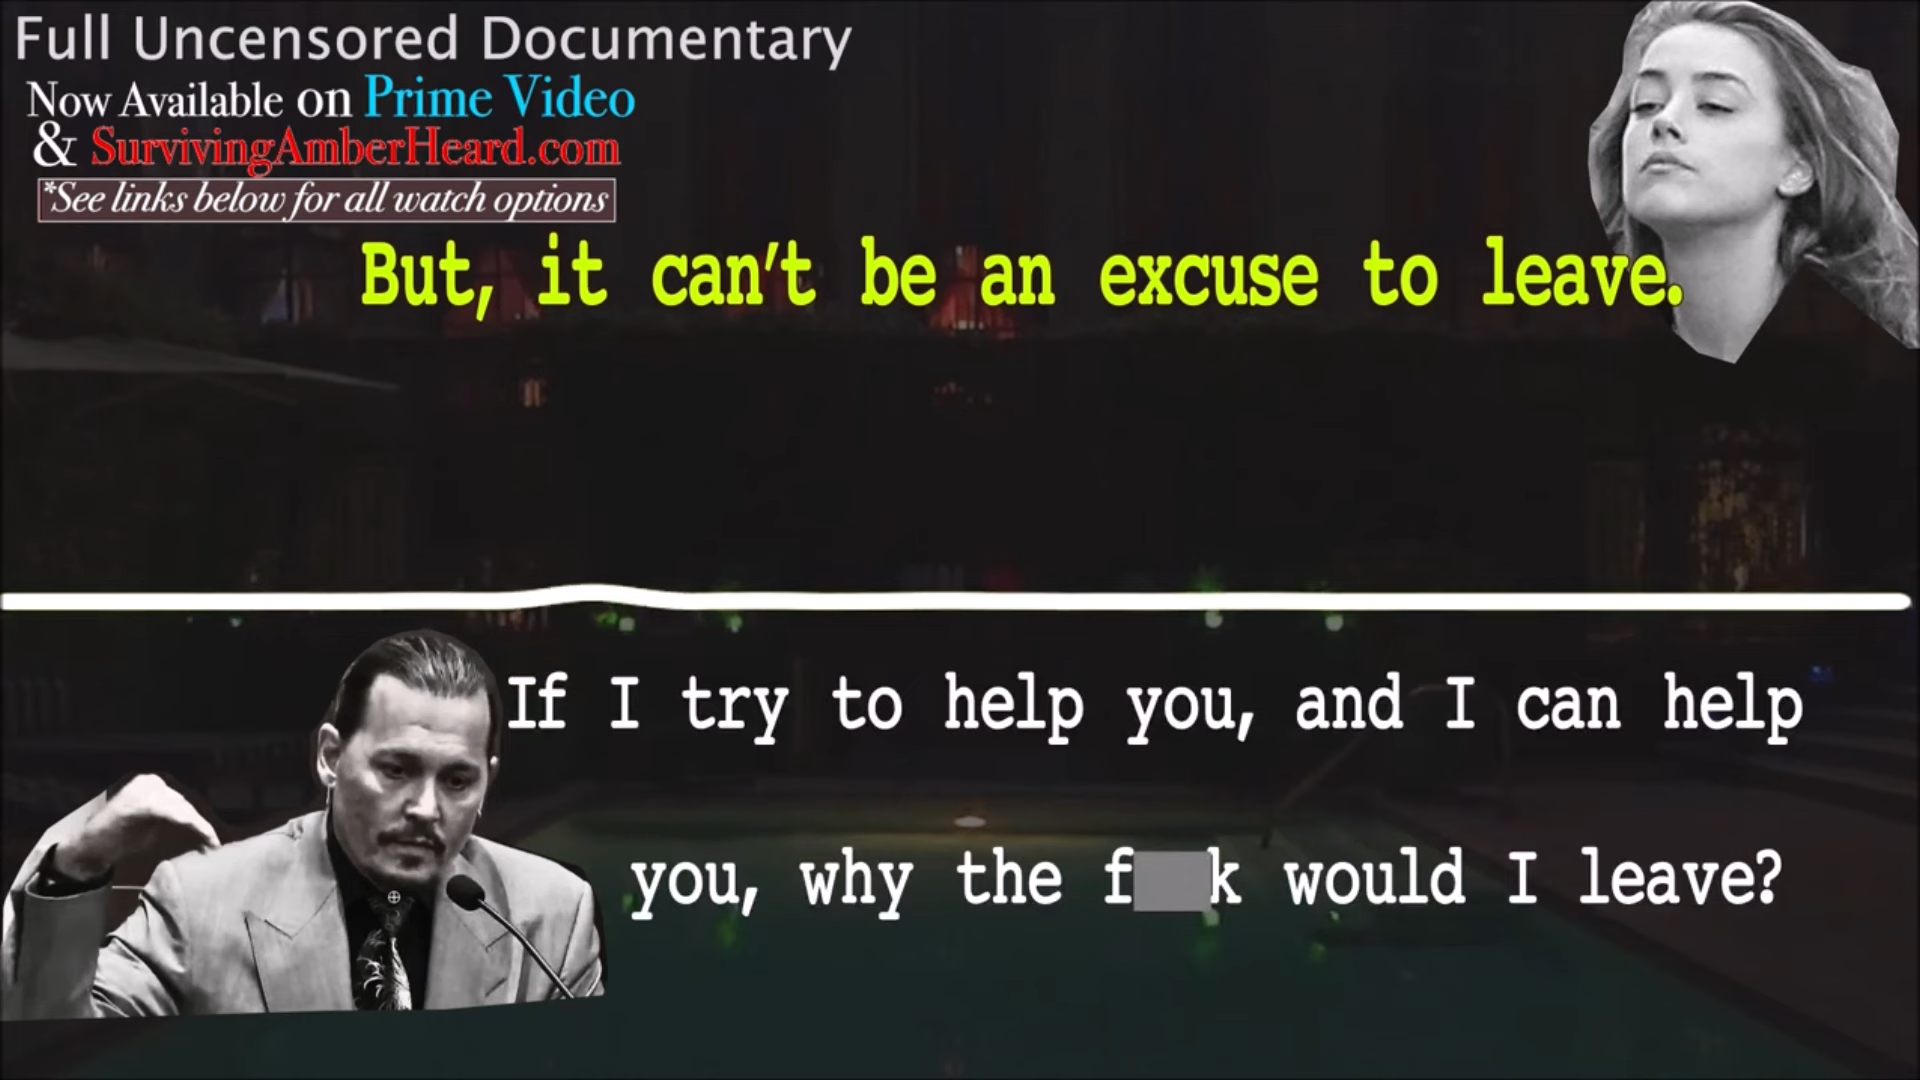 Full Uncensored Documentary
Now Available on Prime Video
& SurvivingAmberHeard.com
*See links below for all watch options
But, it can't be an excuse to leave.
If I try to help you, and I can help
you, why the f k would I leave?